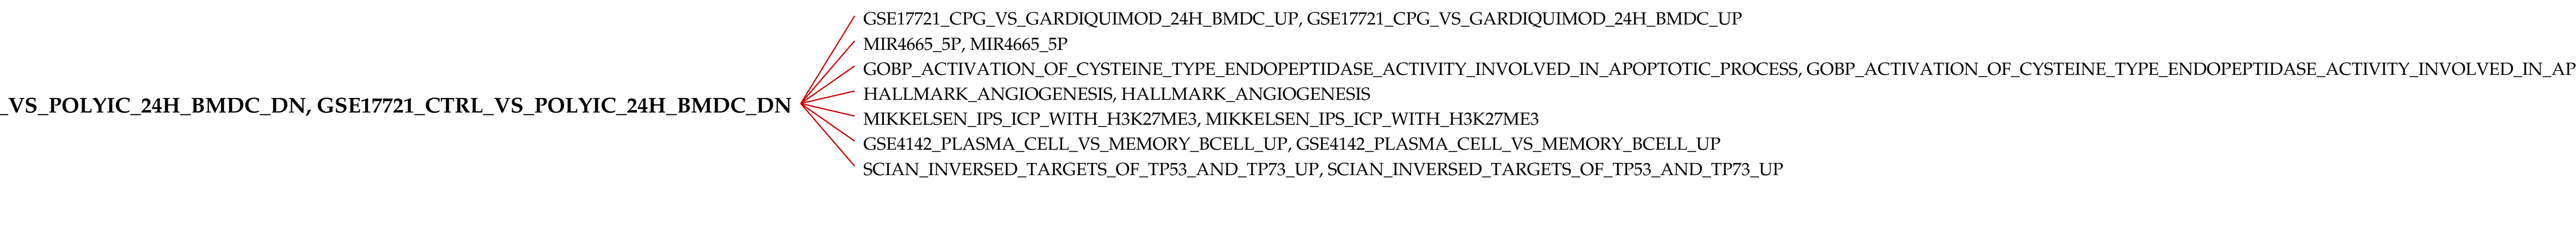 GSE17721_CPG_VS_GARDIQUIMOD_24H_BMDC_UP, GSE17721_CPG_VS_GARDIQUIMOD_24H_BMDC_UP
MIR4665_5P, MIR4665_5P
GOBP_ACTIVATION_OF_CYSTEINE_TYPE_ENDOPEPTIDASE_ACTIVITY_INVOLVED_IN_APOPTOTIC_PROCESS, GOBP_ACTIVATION_OF_CYSTEINE_TYPE_ENDOPEPTIDASE_ACTIVITY_INVOLVED_IN_AP
HALLMARK_ANGIOGENESIS, HALLMARK_ANGIOGENESIS
_VS_POLYIC_24H_BMDC_DN, GSE17721_CTRL_VS_POLYIC_24H_BMDC_DN
MIKKELSEN_IPS_ICP_WITH_H3K27ME3, MIKKELSEN_IPS_ICP_WITH_H3K27ME3
GSE4142_PLASMA_CELL_VS_MEMORY_BCELL_UP, GSE4142_PLASMA_CELL_VS_MEMORY_BCELL_UP
SCIAN_INVERSED_TARGETS_OF_TP53_AND_TP73_UP, SCIAN_INVERSED_TARGETS_OF_TP53_AND_TP73_UP